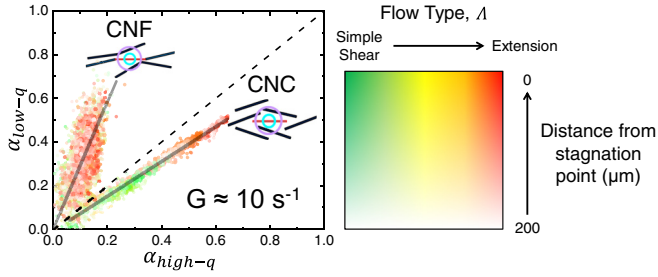 1.0
0.8
0.6
0.4
0.2
0.0
α_low-q
CNF
CNC
G ≈ 10 s⁻¹
0.0 0.2 0.4 0.6 0.8 1.0
α_high-q
Flow Type, Λ
Simple
Shear
Extension
0
Distance from
stagnation
point (μm)
200